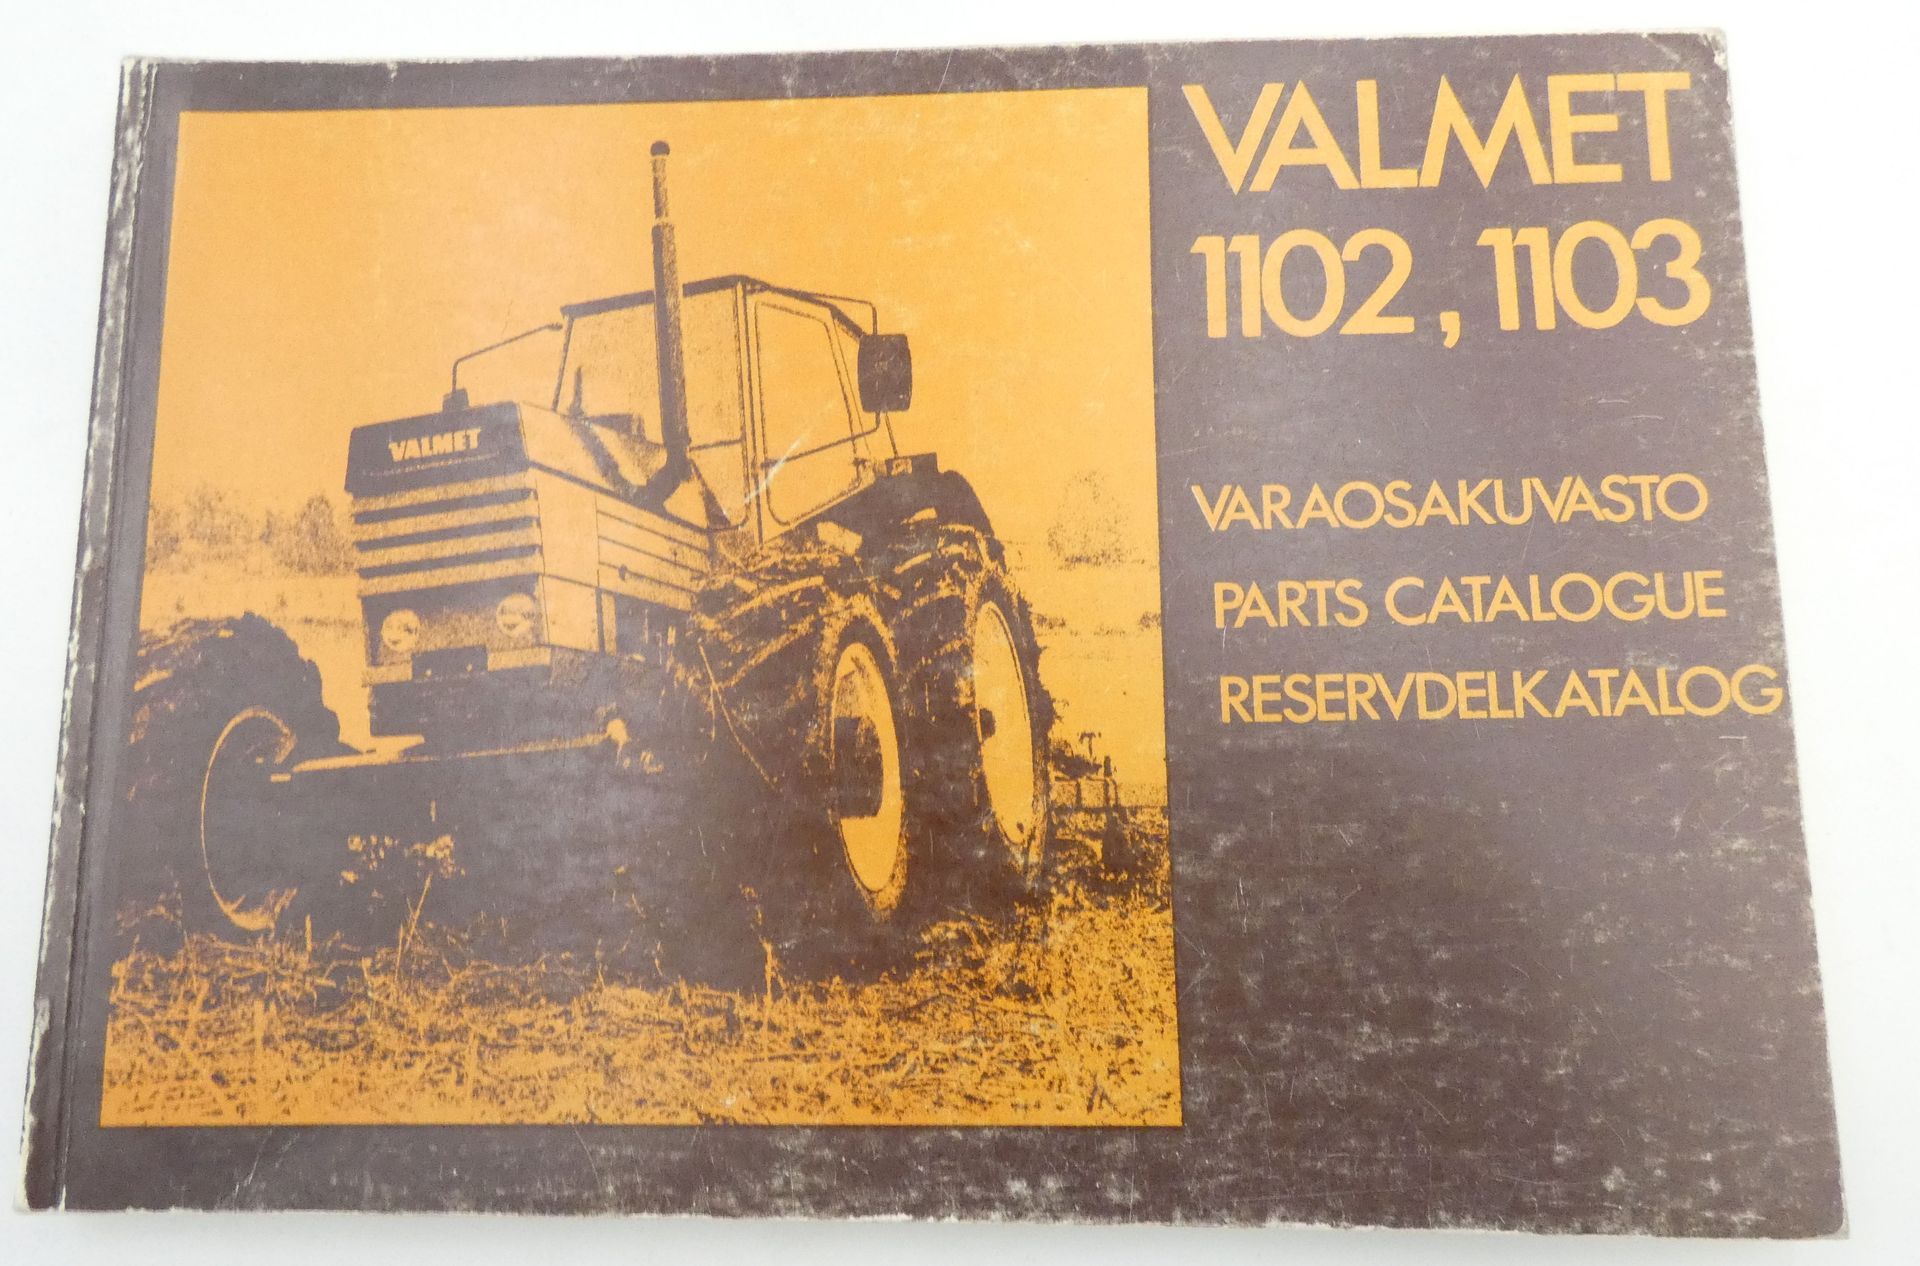 VALMET
1102, 1103
VALMET
VARAOSAKUVASTO
PARTS CATALOGUE
RESERVDELKATALOG